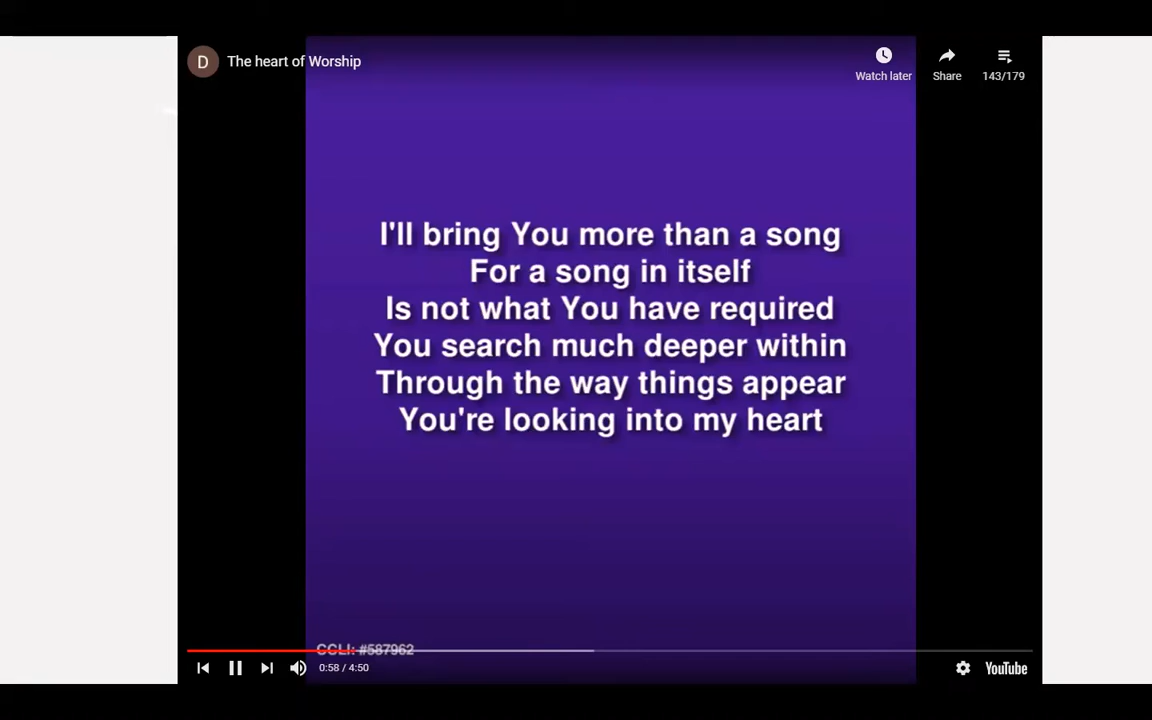 D
The heart of Worship
Watch later
Share
143/179
I'll bring You more than a song
For a song in itself
Is not what You have required
You search much deeper within
Through the way things appear
You're looking into my heart
CCLI: #587962
0:58 / 4:50
YouTube